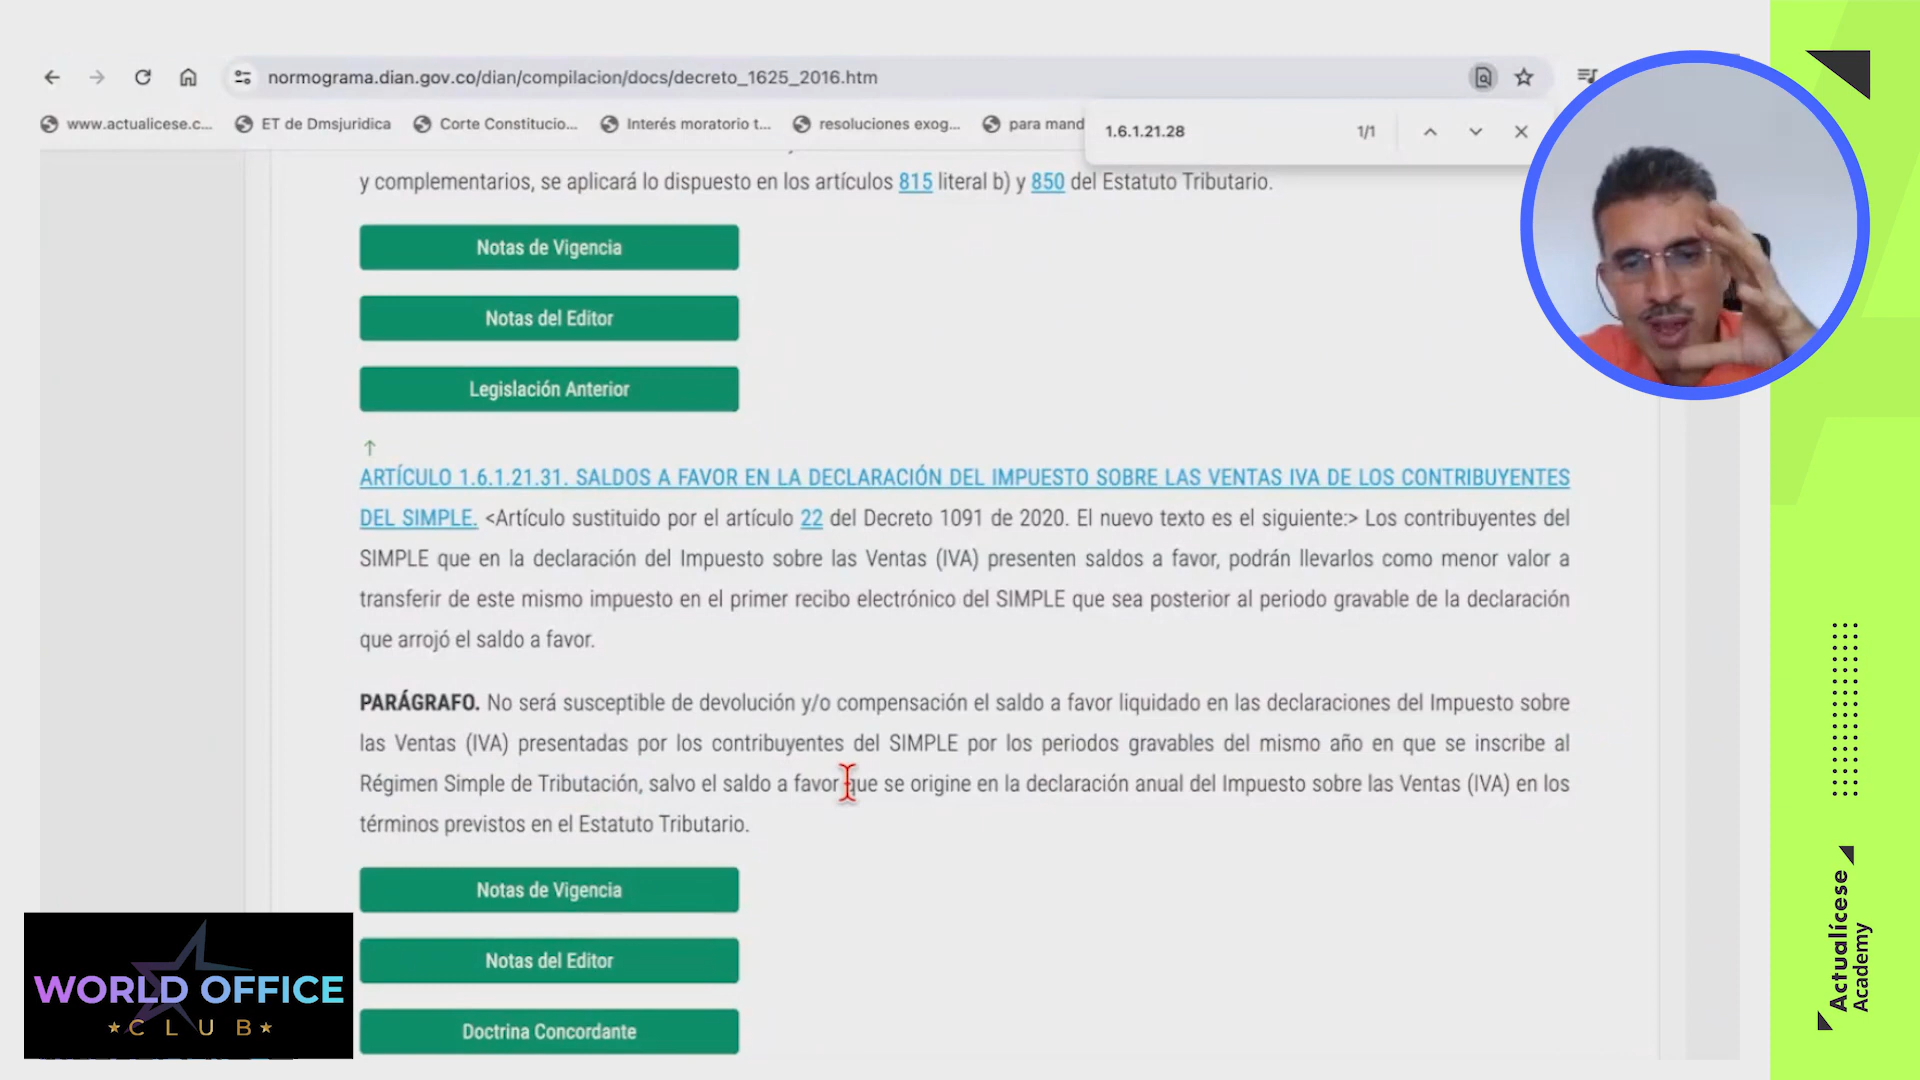 normograma.dian.gov.co/dian/compilacion/docs/decreto_1625_2016.htm
www.actualicese.c... ET de Dmsjuridica Corte Constitucio... Interés moratorio t... resoluciones exog... para mand
1.6.1.21.28 1/1
y complementarios, se aplicará lo dispuesto en los artículos 815 literal b) y 850 del Estatuto Tributario.
Notas de Vigencia
Notas del Editor
Legislación Anterior
↑
ARTÍCULO 1.6.1.21.31. SALDOS A FAVOR EN LA DECLARACIÓN DEL IMPUESTO SOBRE LAS VENTAS IVA DE LOS CONTRIBUYENTES
DEL SIMPLE. <Artículo sustituido por el artículo 22 del Decreto 1091 de 2020. El nuevo texto es el siguiente:> Los contribuyentes del
SIMPLE que en la declaración del Impuesto sobre las Ventas (IVA) presenten saldos a favor, podrán llevarlos como menor valor a
transferir de este mismo impuesto en el primer recibo electrónico del SIMPLE que sea posterior al periodo gravable de la declaración
que arrojó el saldo a favor.
PARÁGRAFO. No será susceptible de devolución y/o compensación el saldo a favor liquidado en las declaraciones del Impuesto sobre
las Ventas (IVA) presentadas por los contribuyentes del SIMPLE por los periodos gravables del mismo año en que se inscribe al
Régimen Simple de Tributación, salvo el saldo a favor que se origine en la declaración anual del Impuesto sobre las Ventas (IVA) en los
términos previstos en el Estatuto Tributario.
Notas de Vigencia
Notas del Editor
Doctrina Concordante
WORLD OFFICE
CLUB
Actualícese
Academy